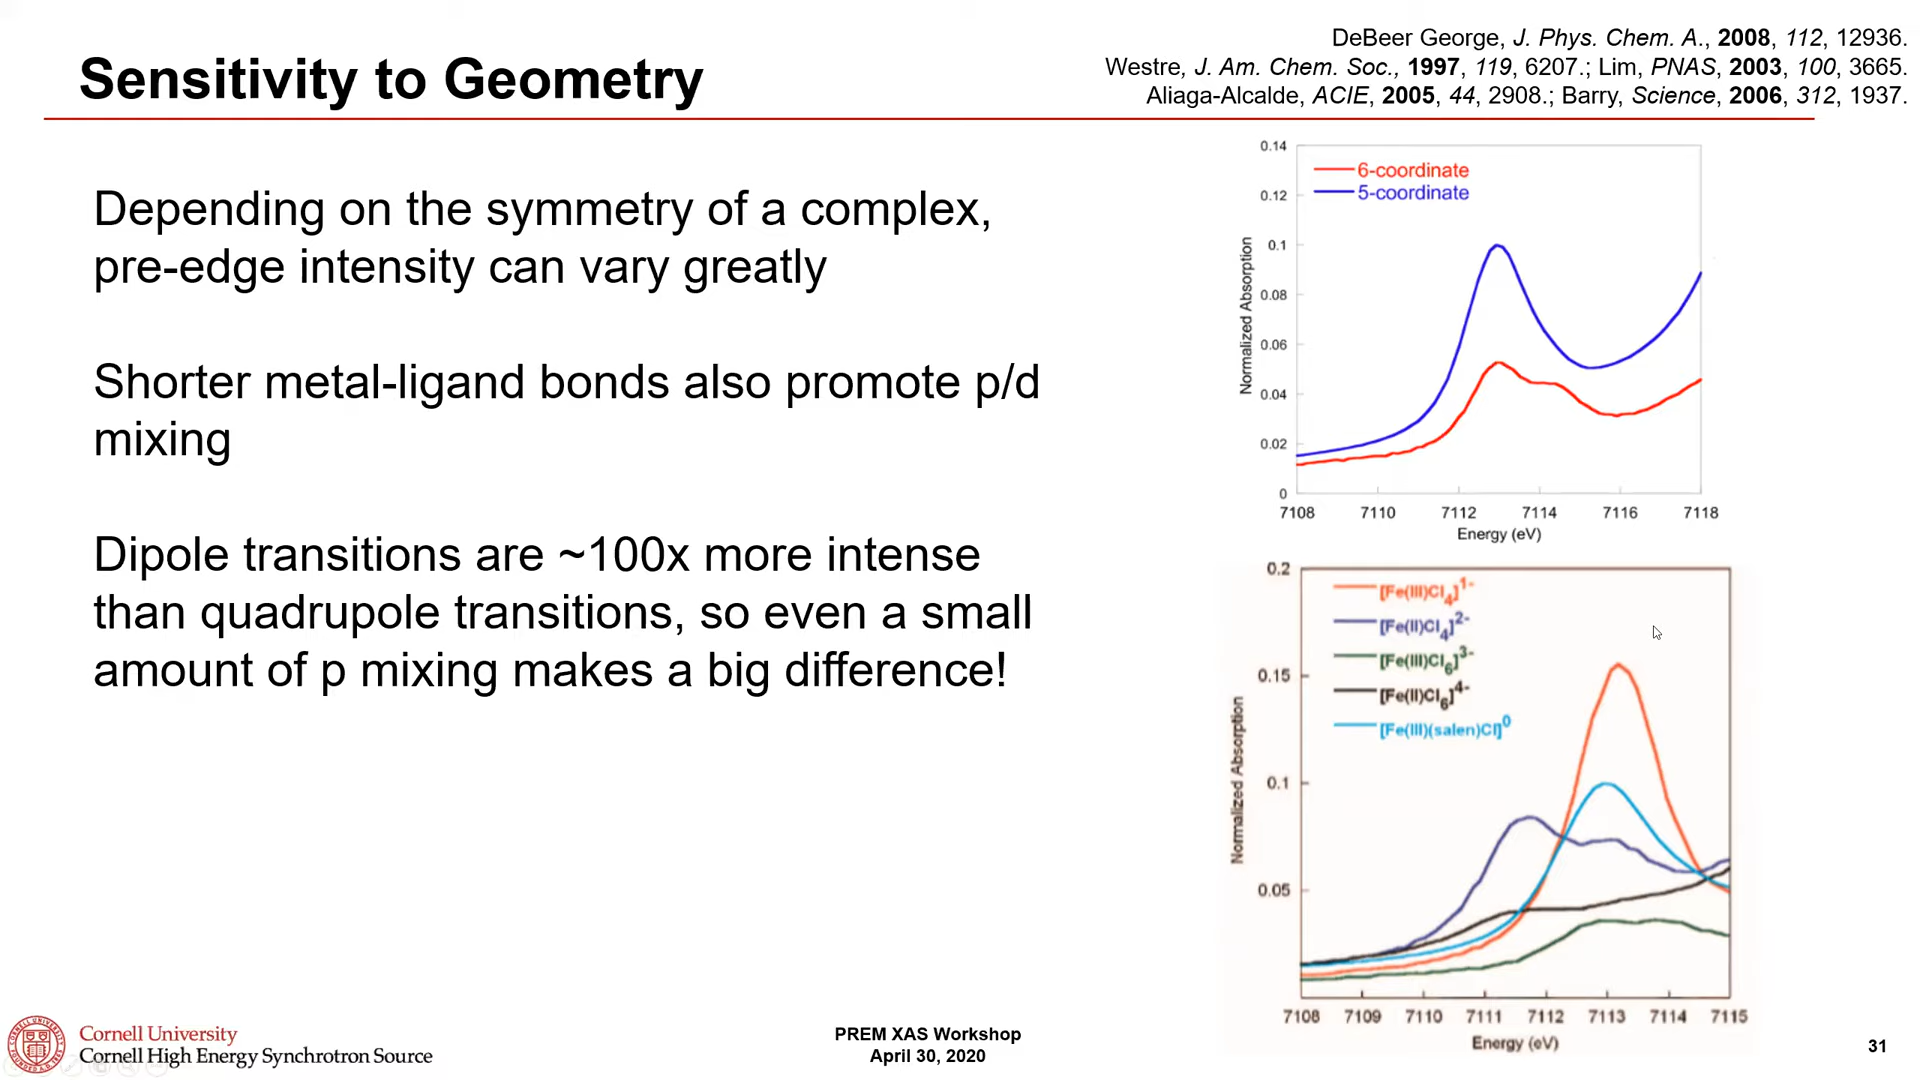 Sensitivity to Geometry
DeBeer George, J. Phys. Chem. A., 2008, 112, 12936.
Westre, J. Am. Chem. Soc., 1997, 119, 6207.; Lim, PNAS, 2003, 100, 3665.
Aliaga-Alcalde, ACIE, 2005, 44, 2908.; Barry, Science, 2006, 312, 1937.
Depending on the symmetry of a complex,
pre-edge intensity can vary greatly
Shorter metal-ligand bonds also promote p/d
mixing
Dipole transitions are ~100x more intense
than quadrupole transitions, so even a small
amount of p mixing makes a big difference!
6-coordinate
5-coordinate
Normalized Absorption
0.14
0.12
0.1
0.08
0.06
0.04
0.02
0
7108 7110 7112 7114 7116 7118
Energy (eV)
[Fe(III)Cl4]1-
[Fe(II)Cl4]2-
[Fe(III)Cl6]3-
[Fe(II)Cl6]4-
[Fe(III)(salen)Cl]0
Normalized Absorption
0.2
0.15
0.1
0.05
7108 7109 7110 7111 7112 7113 7114 7115
Energy (eV)
Cornell University
Cornell High Energy Synchrotron Source
PREM XAS Workshop
April 30, 2020
31